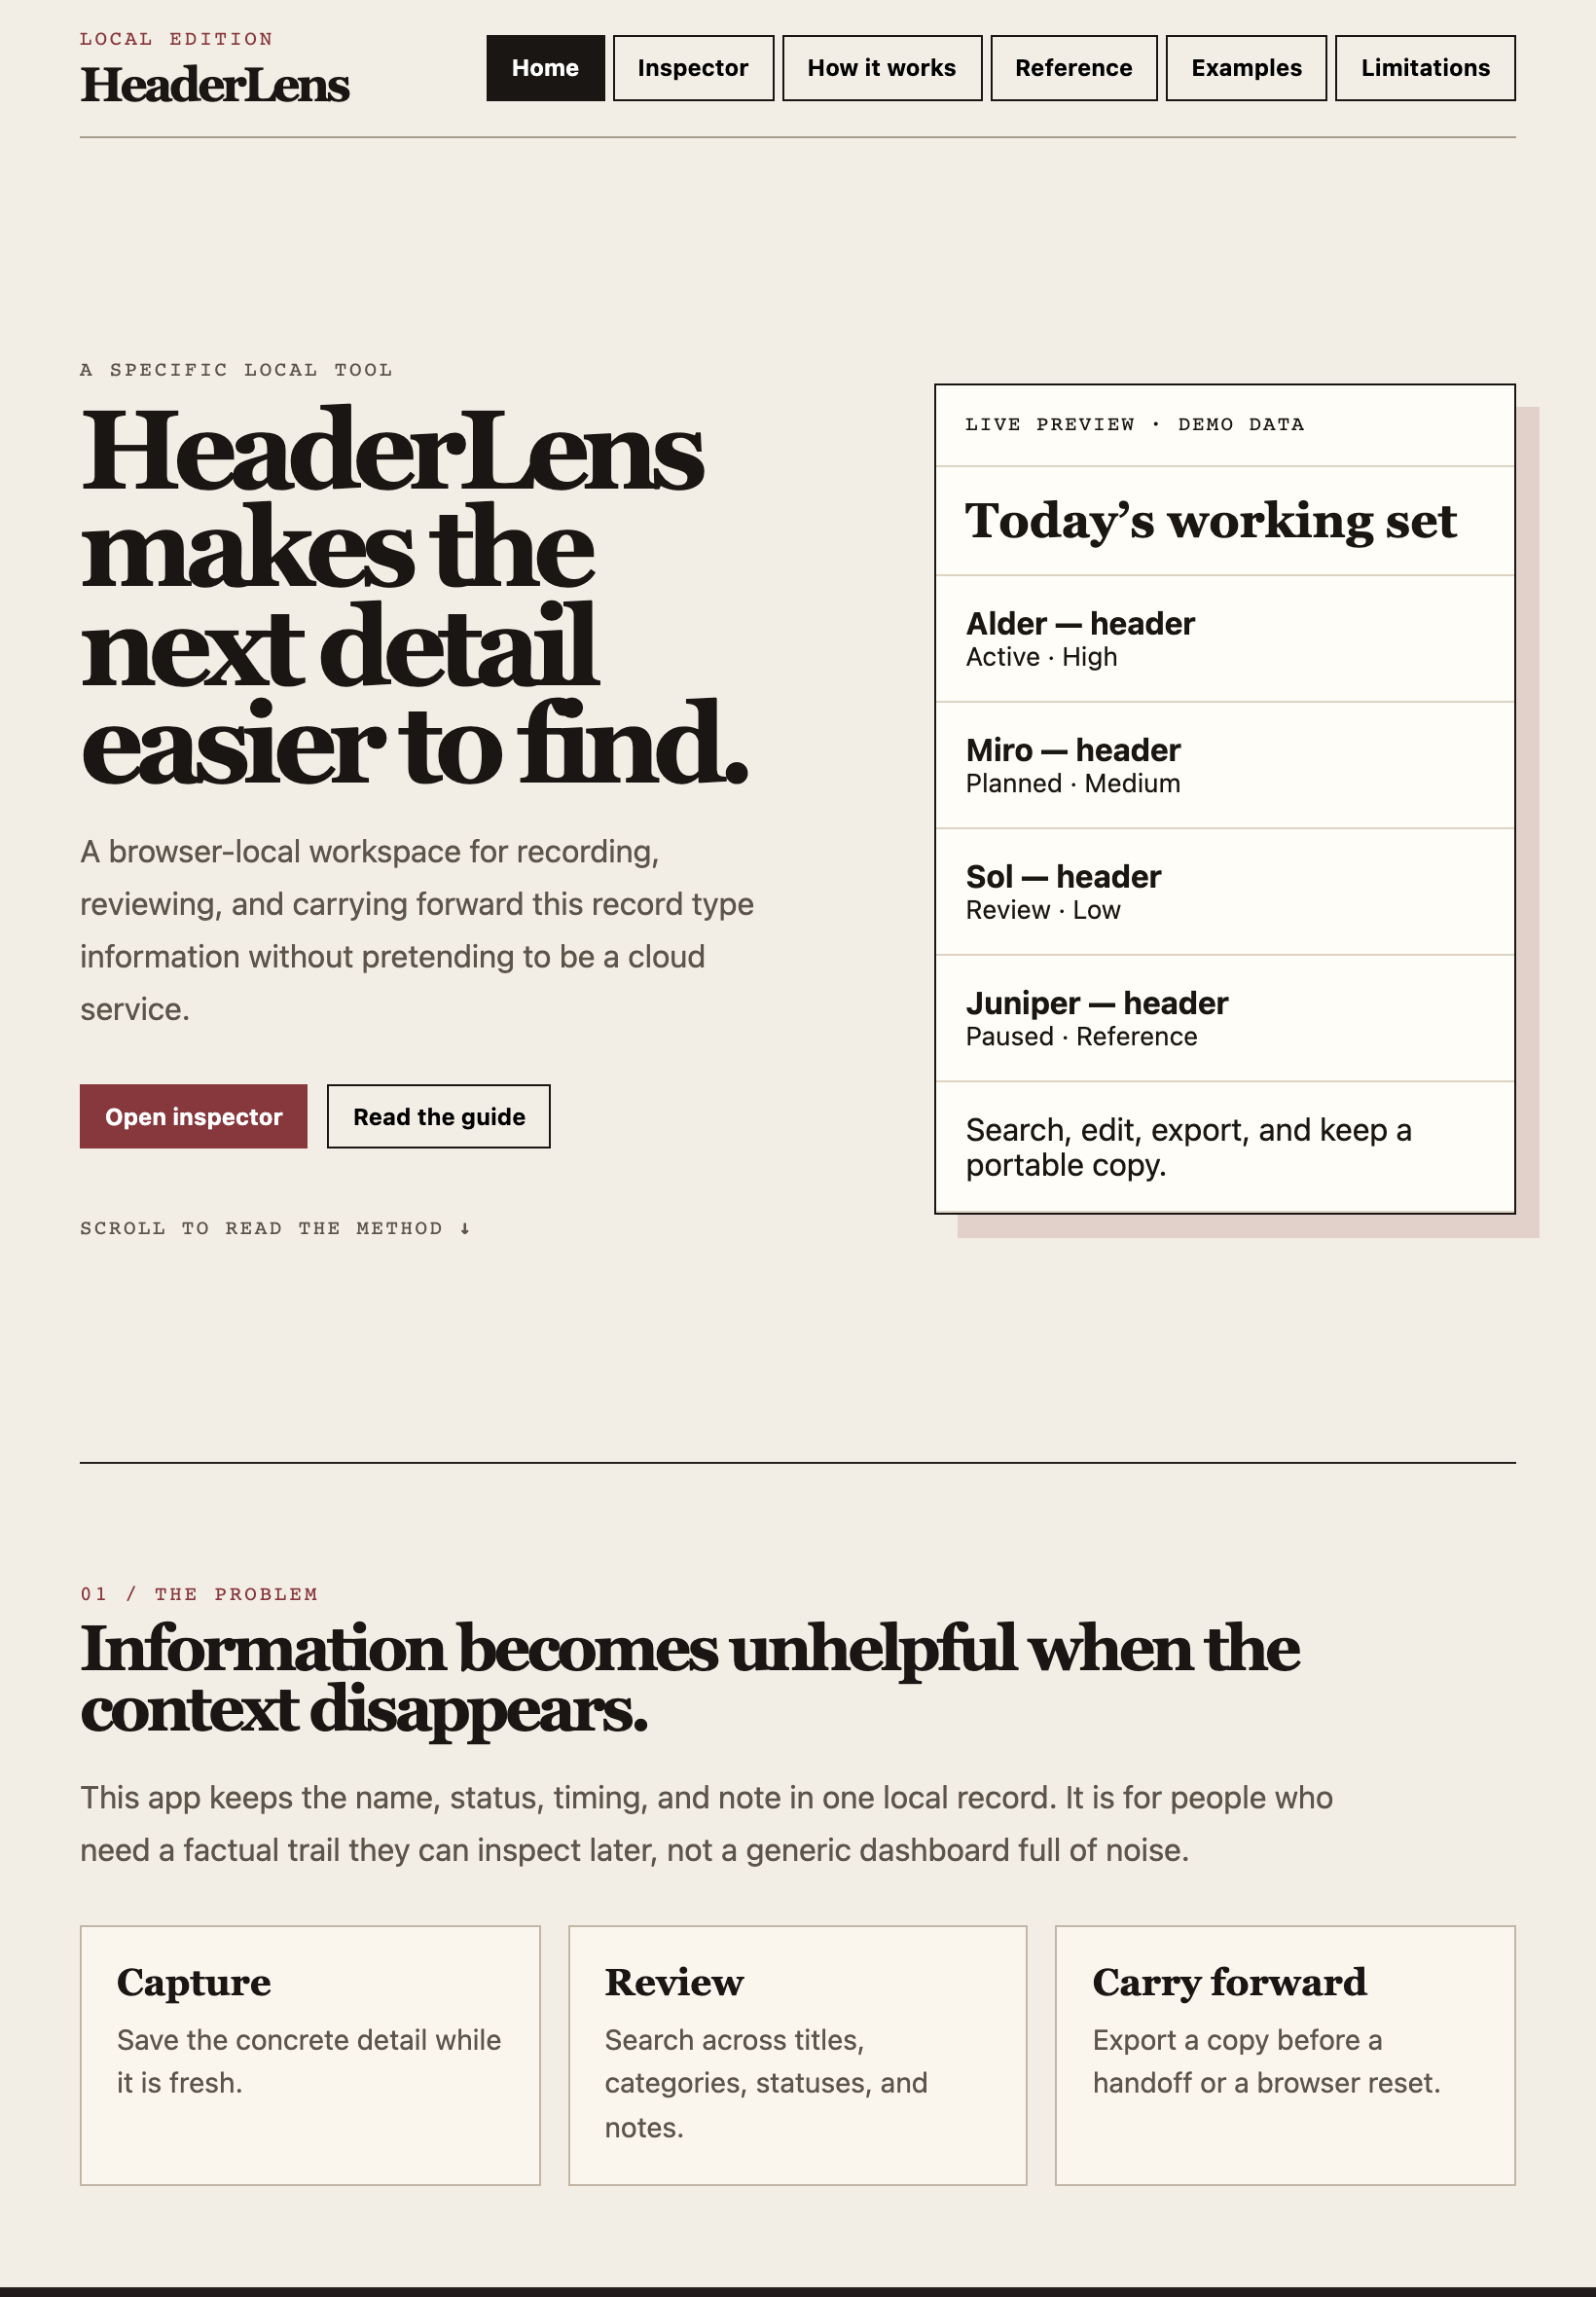 LOCAL EDITION
HeaderLens
Home
Inspector
How it works
Reference
Examples
Limitations
A SPECIFIC LOCAL TOOL
HeaderLens
makes the
next detail
easier to find.
A browser-local workspace for recording,
reviewing, and carrying forward this record type
information without pretending to be a cloud
service.
Open inspector
Read the guide
SCROLL TO READ THE METHOD ↓
LIVE PREVIEW · DEMO DATA
Today’s working set
Alder — header
Active · High
Miro — header
Planned · Medium
Sol — header
Review · Low
Juniper — header
Paused · Reference
Search, edit, export, and keep a
portable copy.
01 / THE PROBLEM
Information becomes unhelpful when the
context disappears.
This app keeps the name, status, timing, and note in one local record. It is for people who
need a factual trail they can inspect later, not a generic dashboard full of noise.
Capture
Save the concrete detail while
it is fresh.
Review
Search across titles,
categories, statuses, and
notes.
Carry forward
Export a copy before a
handoff or a browser reset.